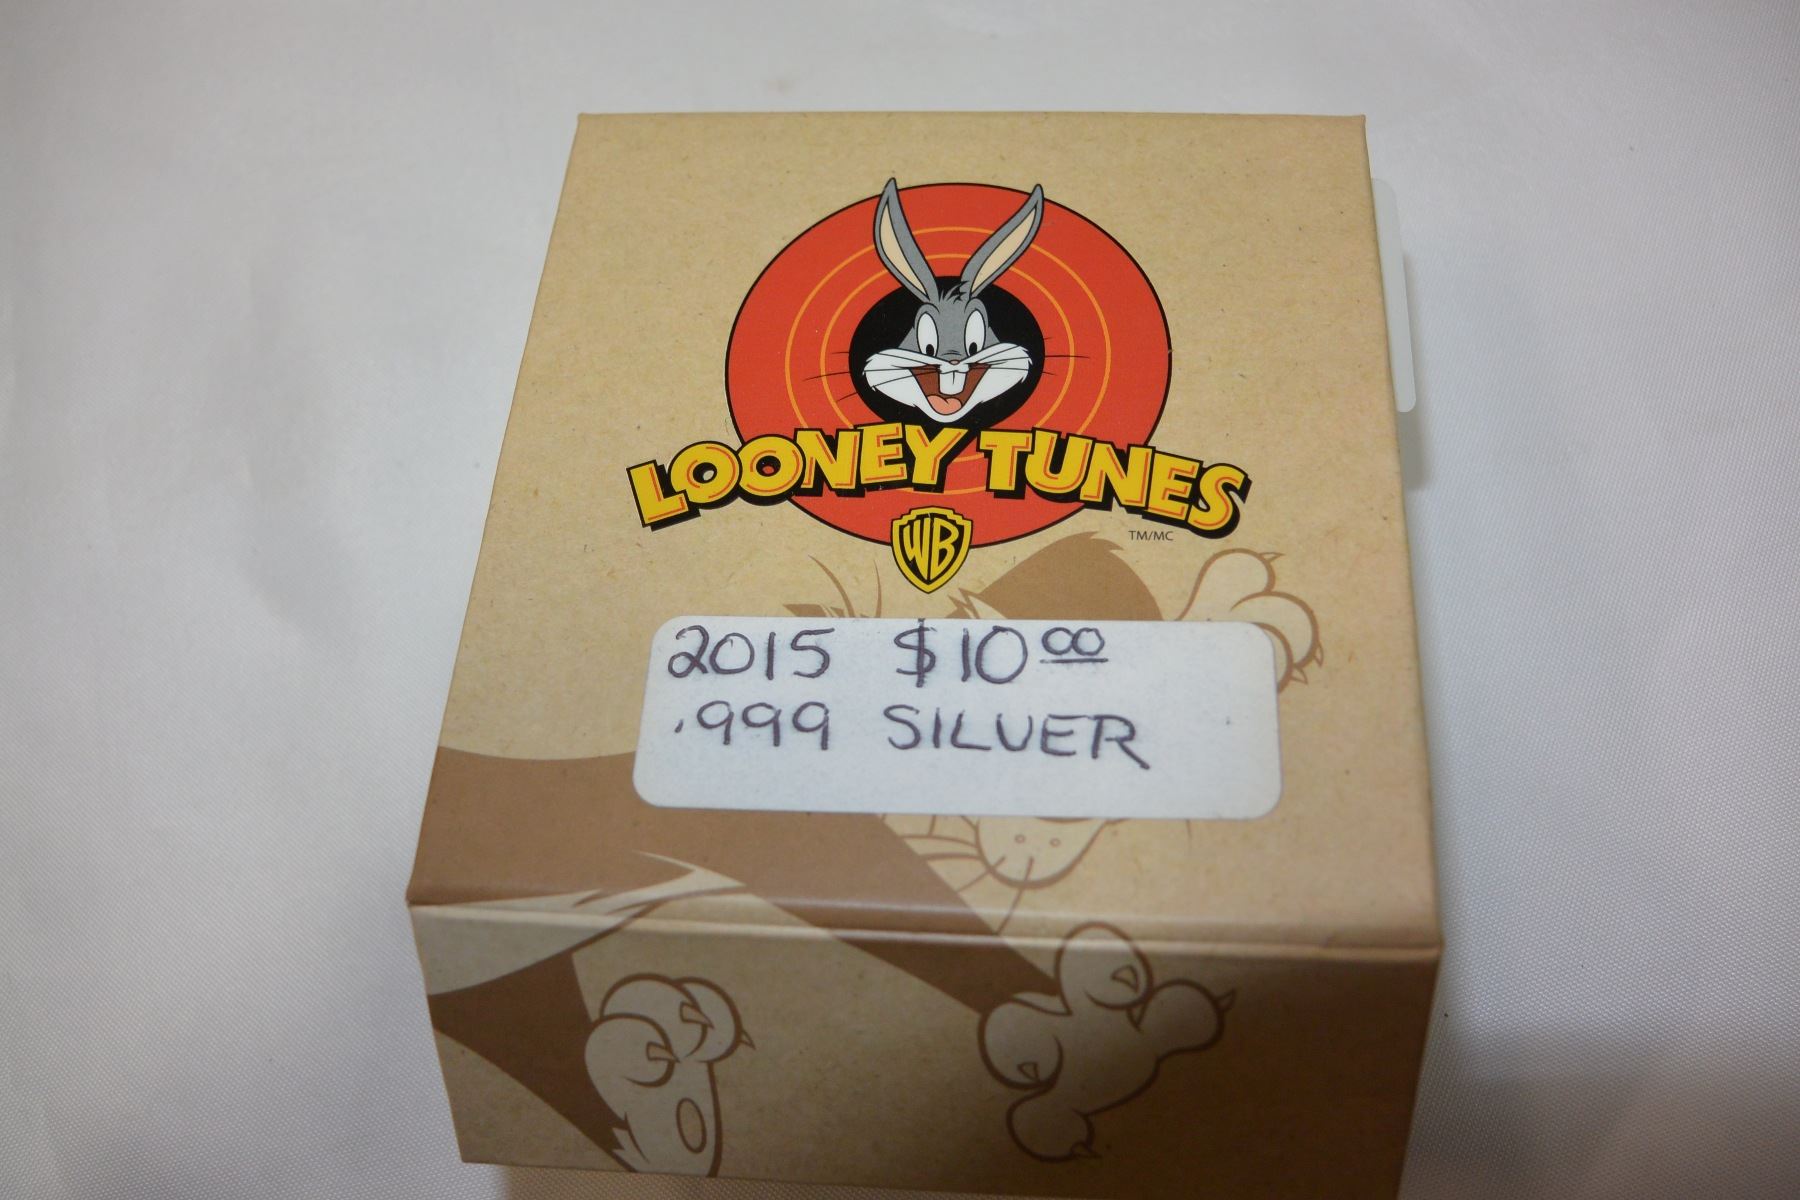 LOONEY TUNES
WB
TM/MC
2015 $10.00
.999 SILVER